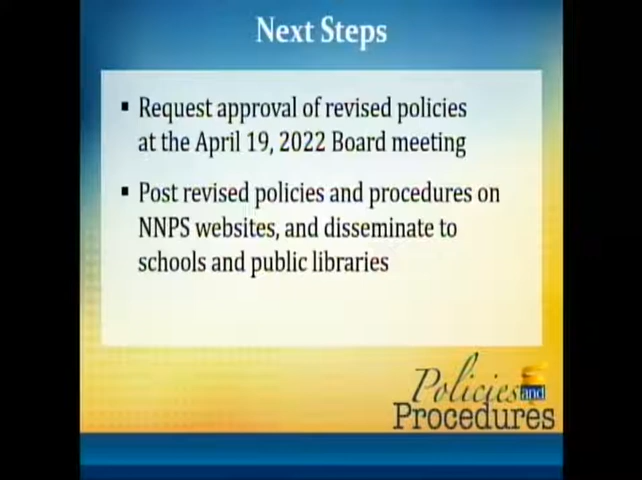 Next Steps
▪ Request approval of revised policies
at the April 19, 2022 Board meeting
▪ Post revised policies and procedures on
NNPS websites, and disseminate to
schools and public libraries
Policies and
Procedures